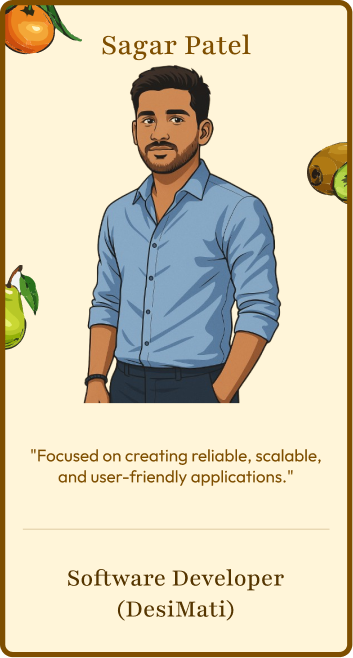 Sagar Patel
"Focused on creating reliable, scalable,
and user-friendly applications."
Software Developer
(DesiMati)